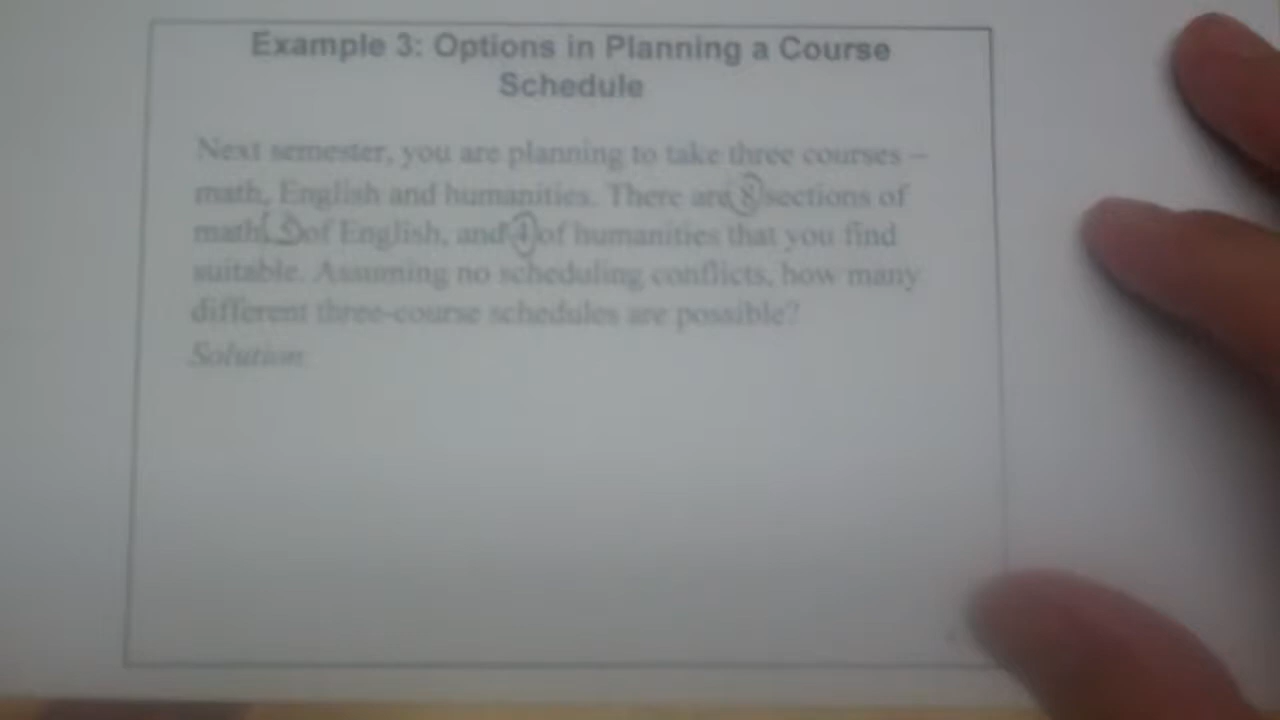 Example 3: Options in Planning a Course
Schedule
Next semester, you are planning to take three courses –
math, English and humanities. There are 8 sections of
math, 5 of English, and 4 of humanities that you find
suitable. Assuming no scheduling conflicts, how many
different three-course schedules are possible?
Solution